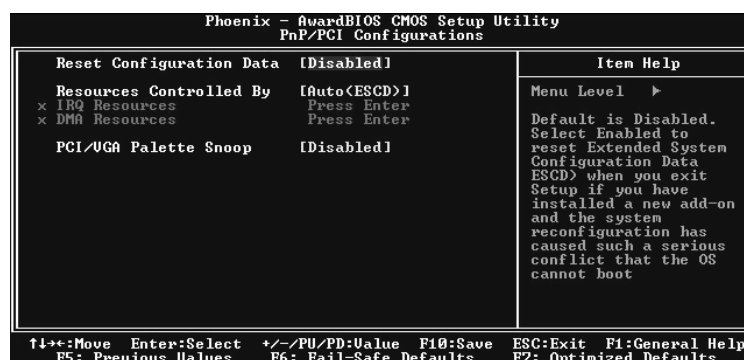 Phoenix - AwardBIOS CMOS Setup Utility
PnP/PCI Configurations
Reset Configuration Data [Disabled]
Resources Controlled By [Auto(ESCD)]
x IRQ Resources Press Enter
x DMA Resources Press Enter
PCI/VGA Palette Snoop [Disabled]
Item Help
Menu Level ▶
Default is Disabled.
Select Enabled to
reset Extended System
Configuration Data
ESCD) when you exit
Setup if you have
installed a new add-on
and the system
reconfiguration has
caused such a serious
conflict that the OS
cannot boot
↑↓→←:Move Enter:Select +/-/PU/PD:Value F10:Save ESC:Exit F1:General Help
F5: Previous Values F6: Fail-Safe Defaults F7: Optimized Defaults